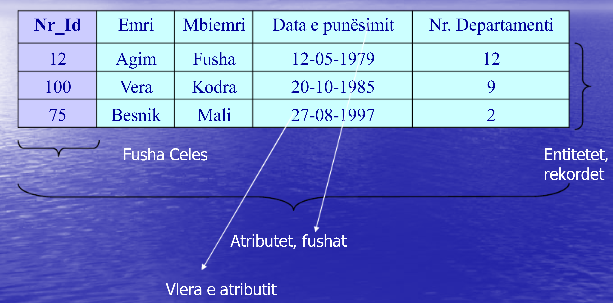 Nr_Id Emri Mbiemri Data e punësimit Nr. Departamenti
12 Agim Fusha 12-05-1979 12
100 Vera Kodra 20-10-1985 9
75 Besnik Mali 27-08-1997 2
Fusha Celes
Entitetet,
rekordet
Atributet, fushat
Vlera e atributit